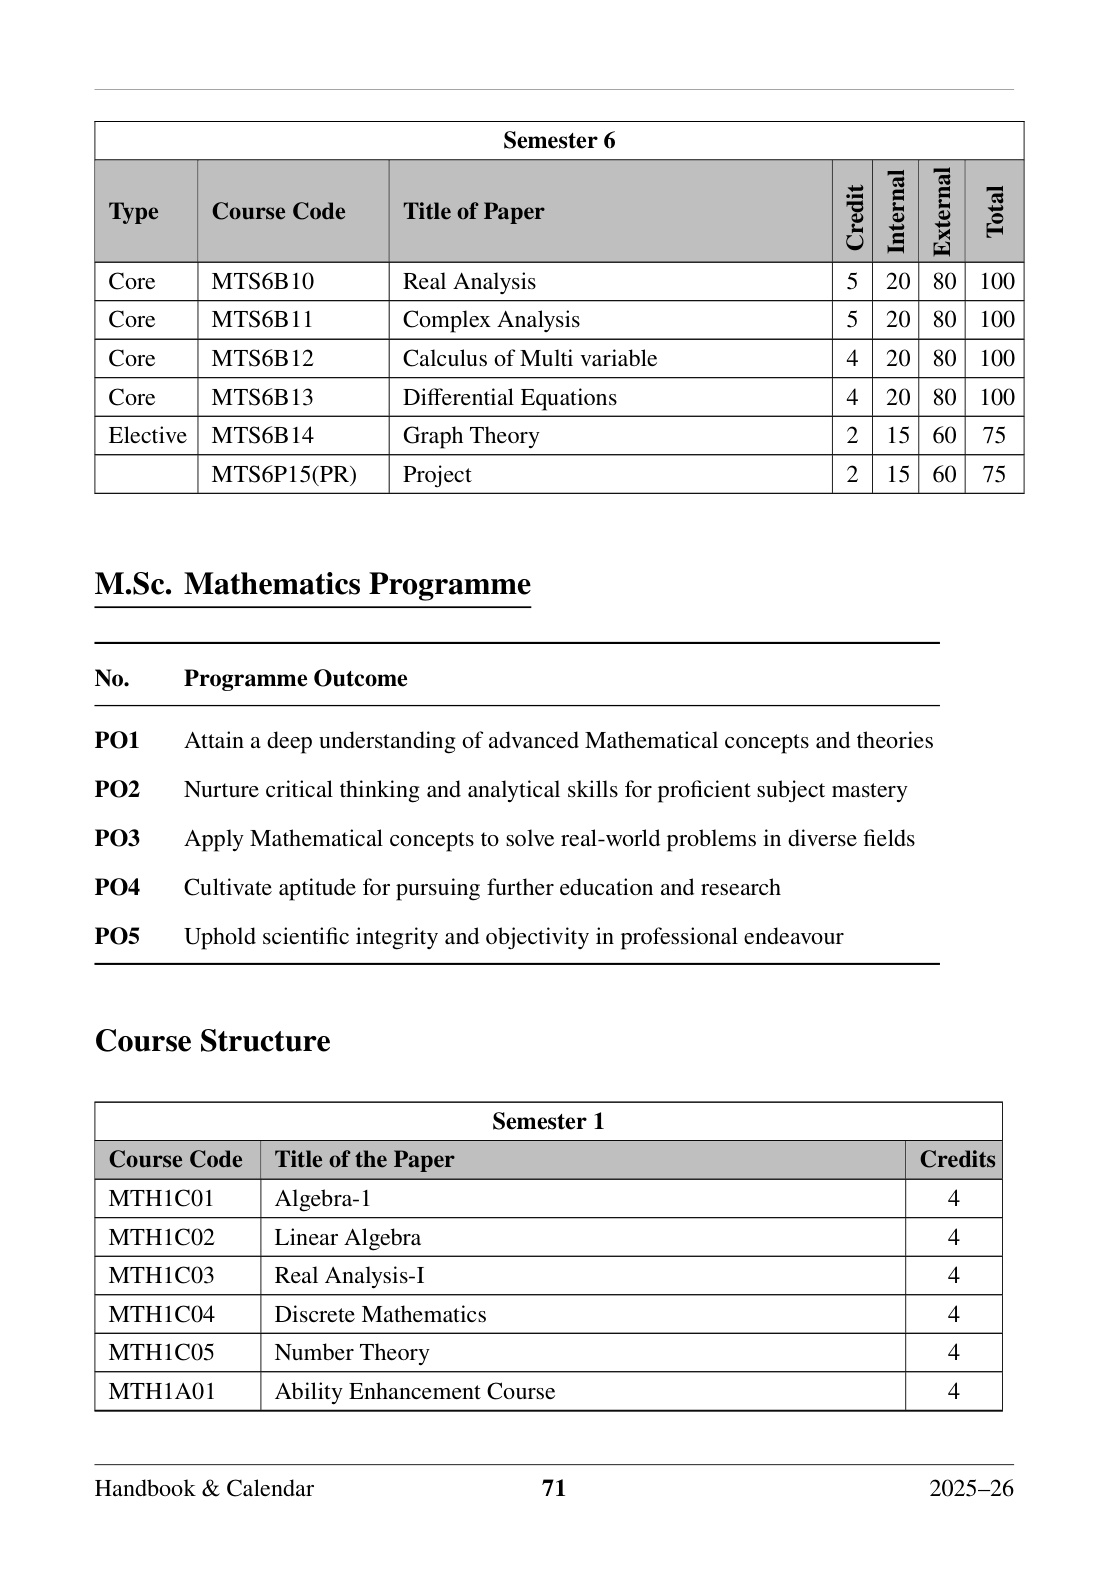 Semester 6
Type Course Code Title of Paper Credit Internal External Total
Core MTS6B10 Real Analysis 5 20 80 100
Core MTS6B11 Complex Analysis 5 20 80 100
Core MTS6B12 Calculus of Multi variable 4 20 80 100
Core MTS6B13 Differential Equations 4 20 80 100
Elective MTS6B14 Graph Theory 2 15 60 75
MTS6P15(PR) Project 2 15 60 75
M.Sc. Mathematics Programme
No. Programme Outcome
PO1 Attain a deep understanding of advanced Mathematical concepts and theories
PO2 Nurture critical thinking and analytical skills for proficient subject mastery
PO3 Apply Mathematical concepts to solve real-world problems in diverse fields
PO4 Cultivate aptitude for pursuing further education and research
PO5 Uphold scientific integrity and objectivity in professional endeavour
Course Structure
Semester 1
Course Code Title of the Paper Credits
MTH1C01 Algebra-1 4
MTH1C02 Linear Algebra 4
MTH1C03 Real Analysis-I 4
MTH1C04 Discrete Mathematics 4
MTH1C05 Number Theory 4
MTH1A01 Ability Enhancement Course 4
Handbook & Calendar 71 2025–26